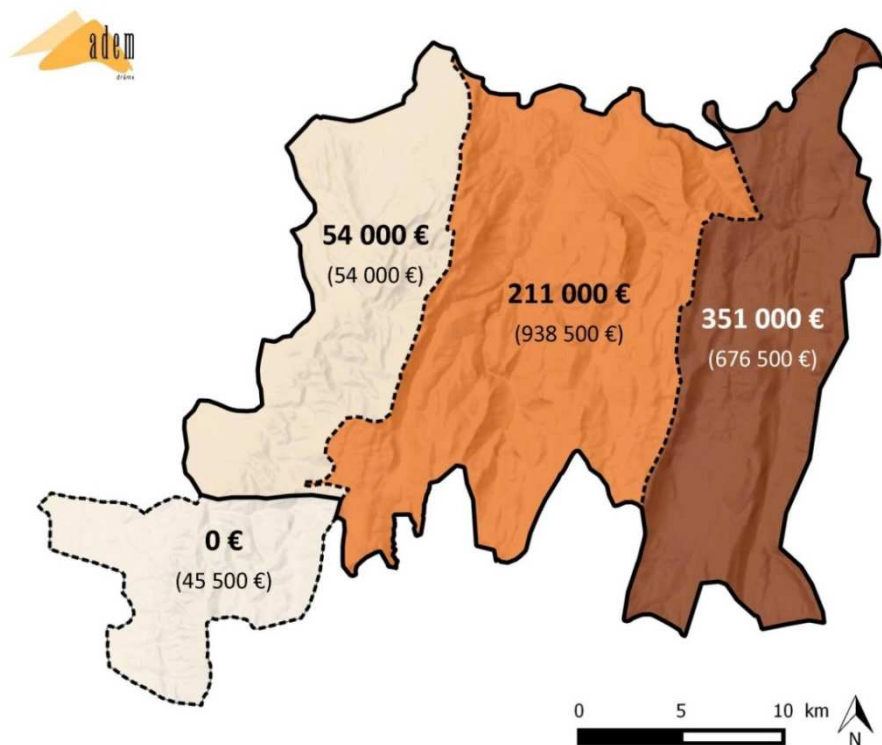 adem
drôme
54 000 €
(54 000 €)
211 000 €
(938 500 €)
351 000 €
(676 500 €)
0 €
(45 500 €)
0 5 10 km
N